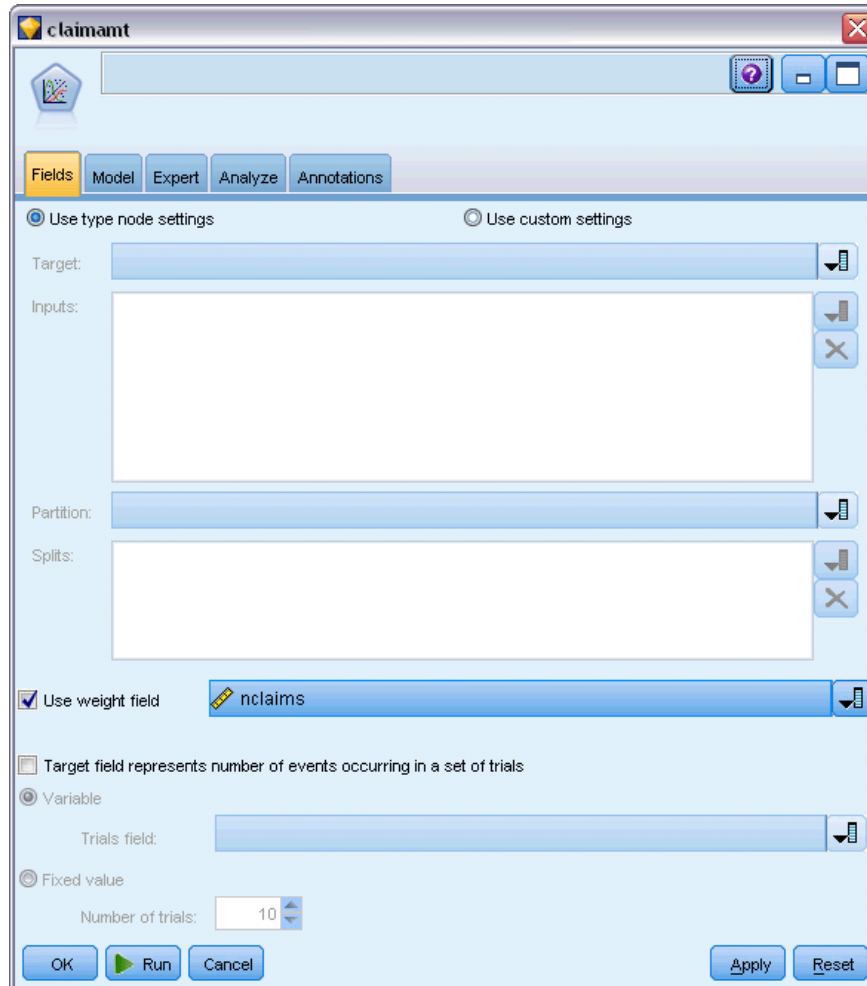 claimamt
Fields Model Expert Analyze Annotations
Use type node settings Use custom settings
Target:
Inputs:
Partition:
Splits:
Use weight field nclaims
Target field represents number of events occurring in a set of trials
Variable
Trials field:
Fixed value
Number of trials: 10
OK Run Cancel Apply Reset